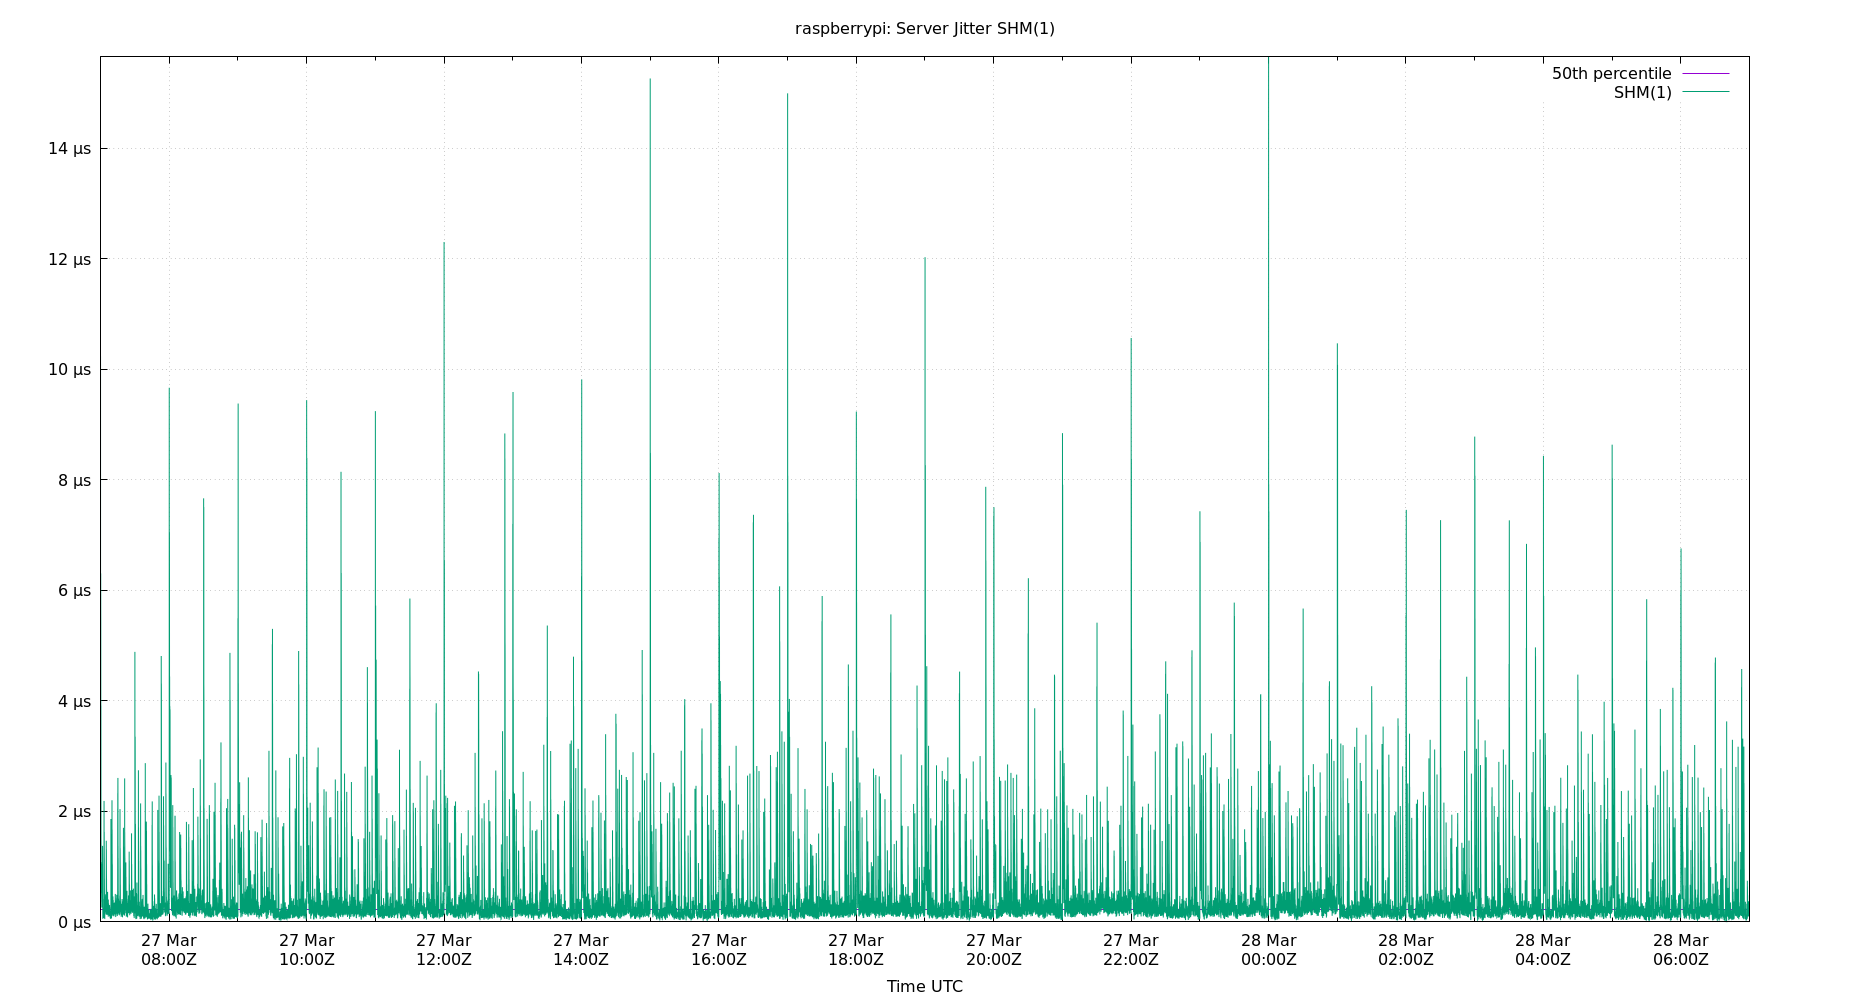 raspberrypi: Server Jitter SHM(1)
50th percentile
SHM(1)
14 µs
12 µs
10 µs
8 µs
6 µs
4 µs
2 µs
0 µs
27 Mar 27 Mar 27 Mar 27 Mar 27 Mar 27 Mar 27 Mar 27 Mar 28 Mar 28 Mar 28 Mar 28 Mar
08:00Z 10:00Z 12:00Z 14:00Z 16:00Z 18:00Z 20:00Z 22:00Z 00:00Z 02:00Z 04:00Z 06:00Z
Time UTC